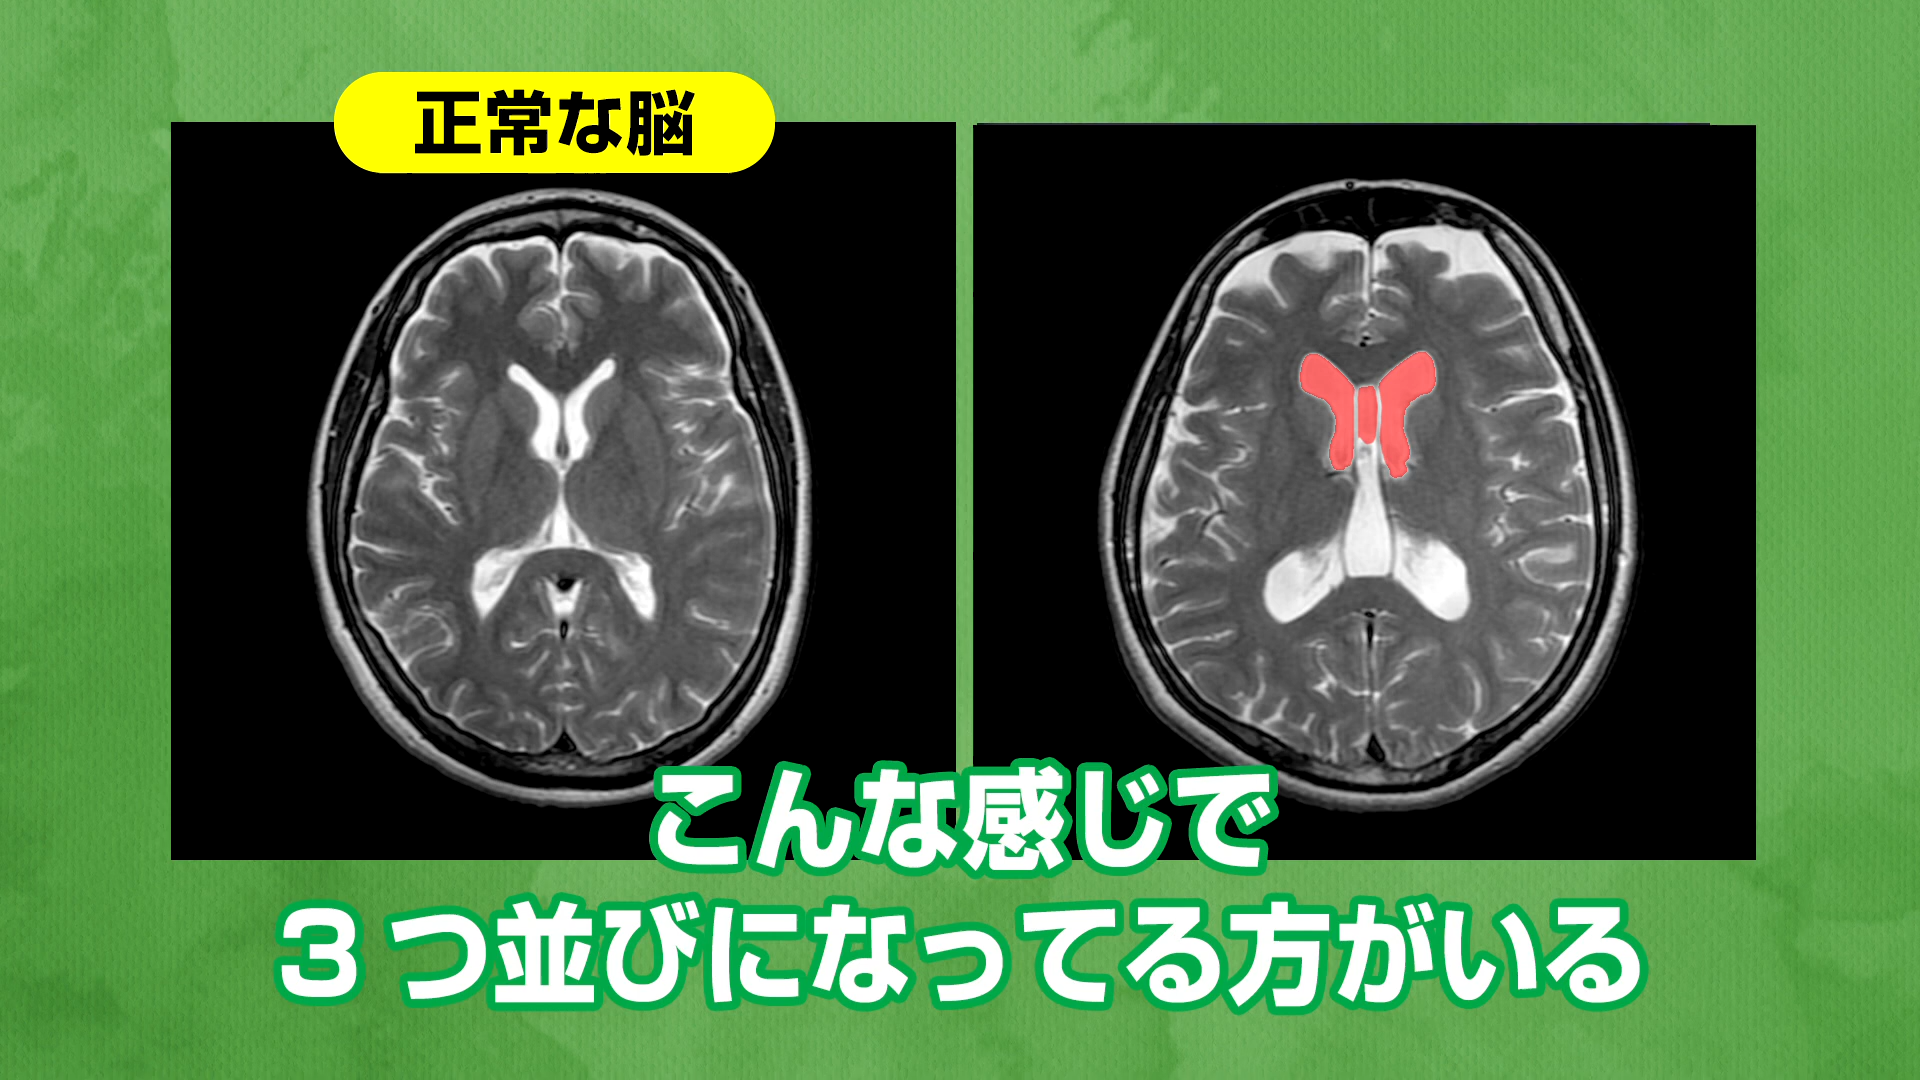 正常な脳
こんな感じで
３つ並びになってる方がいる